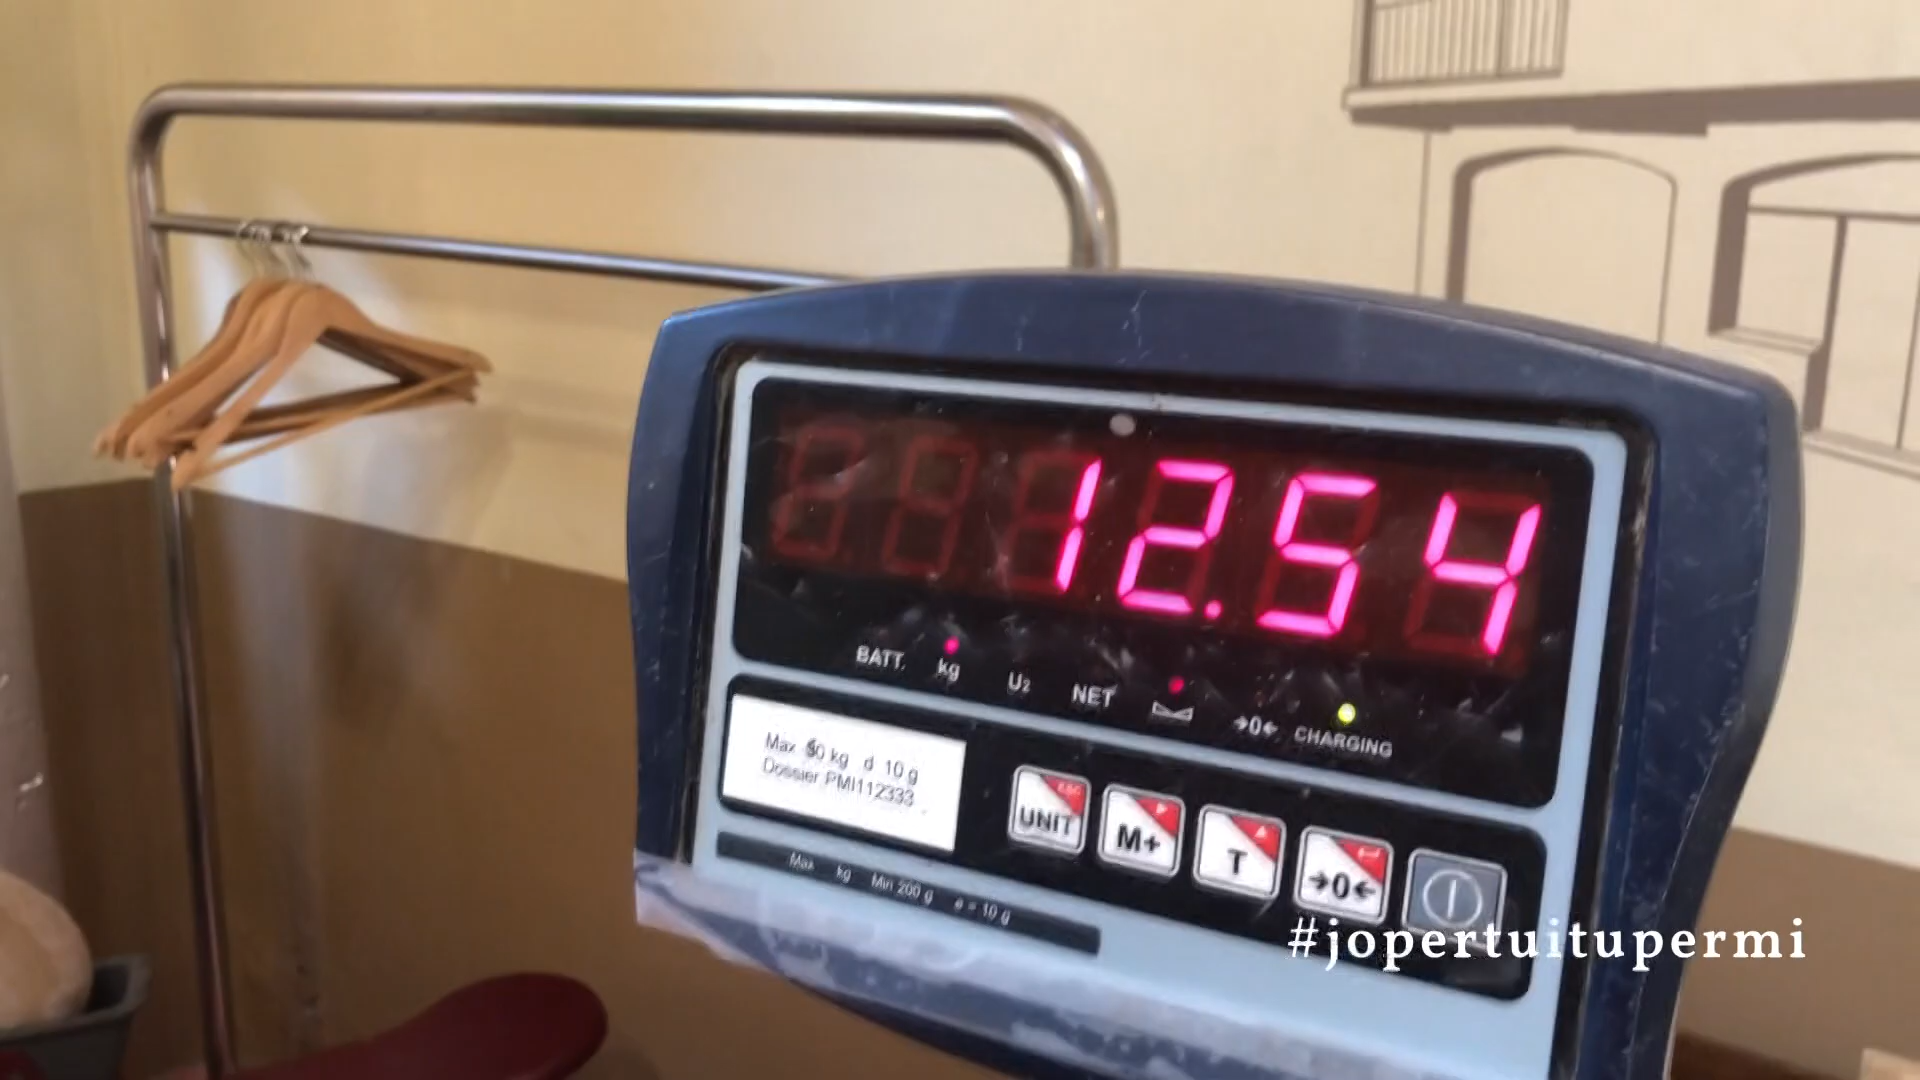 12.54
BATT. kg U2 NET →0← CHARGING
Max 50 kg d 10 g
Dossier PMI112333
ESC
UNIT M+ T →0←
Max kg Min 200 g e = 10 g
#jopertuitupermi